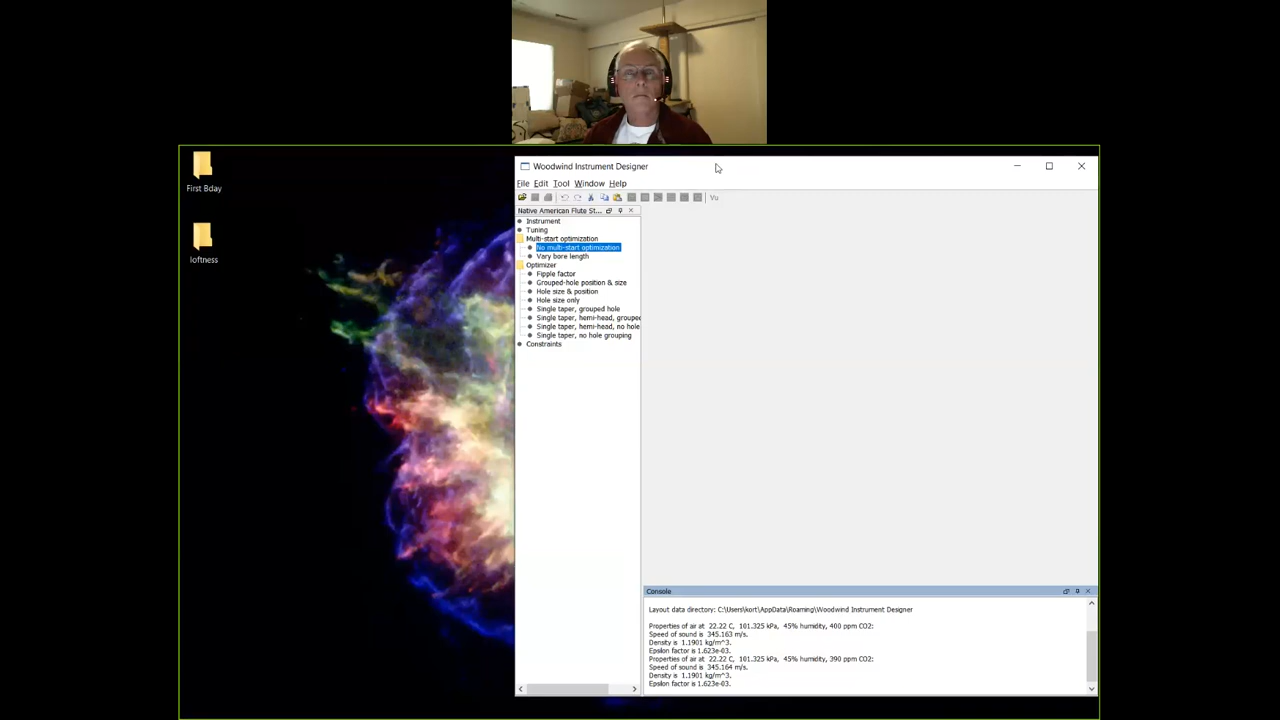 First Bday
loftness
Woodwind Instrument Designer
File Edit Tool Window Help
Vu
Native American Flute St...
Instrument
Tuning
Multi-start optimization
No multi-start optimization
Vary bore length
Optimizer
Fipple factor
Grouped-hole position & size
Hole size & position
Hole size only
Single taper, grouped hole
Single taper, hemi-head, grouped
Single taper, hemi-head, no hole
Single taper, no hole grouping
Constraints
Console
Layout data directory: C:\Users\kort\AppData\Roaming\Woodwind Instrument Designer
Properties of air at 22.22 C, 101.325 kPa, 45% humidity, 400 ppm CO2:
Speed of sound is 345.163 m/s.
Density is 1.1901 kg/m^3.
Epsilon factor is 1.623e-03.
Properties of air at 22.22 C, 101.325 kPa, 45% humidity, 390 ppm CO2:
Speed of sound is 345.164 m/s.
Density is 1.1901 kg/m^3.
Epsilon factor is 1.623e-03.